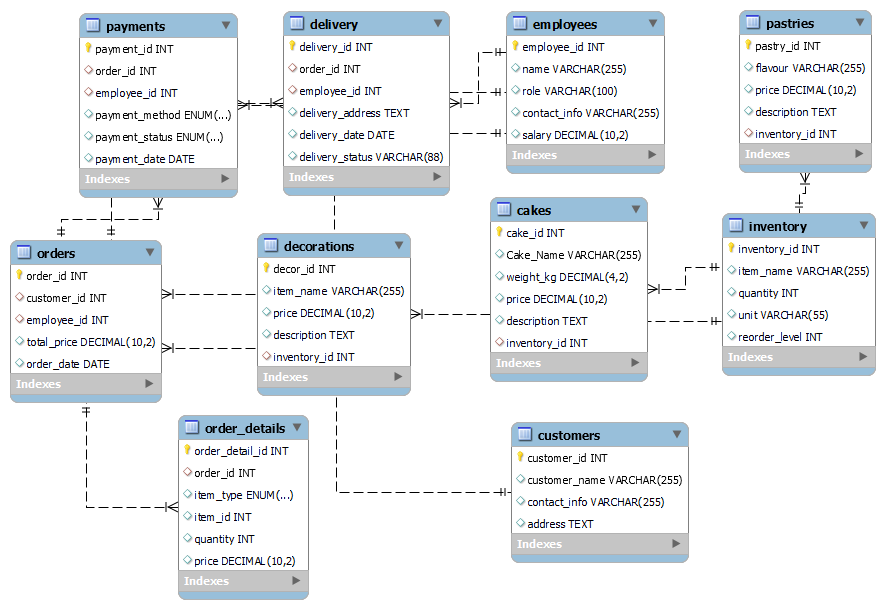 payments
payment_id INT
order_id INT
employee_id INT
payment_method ENUM(...)
payment_status ENUM(...)
payment_date DATE
Indexes
delivery
delivery_id INT
order_id INT
employee_id INT
delivery_address TEXT
delivery_date DATE
delivery_status VARCHAR(88)
Indexes
employees
employee_id INT
name VARCHAR(255)
role VARCHAR(100)
contact_info VARCHAR(255)
salary DECIMAL(10,2)
Indexes
pastries
pastry_id INT
flavour VARCHAR(255)
price DECIMAL(10,2)
description TEXT
inventory_id INT
Indexes
orders
order_id INT
customer_id INT
employee_id INT
total_price DECIMAL(10,2)
order_date DATE
Indexes
decorations
decor_id INT
item_name VARCHAR(255)
price DECIMAL(10,2)
description TEXT
inventory_id INT
Indexes
cakes
cake_id INT
Cake_Name VARCHAR(255)
weight_kg DECIMAL(4,2)
price DECIMAL(10,2)
description TEXT
inventory_id INT
Indexes
inventory
inventory_id INT
item_name VARCHAR(255)
quantity INT
unit VARCHAR(55)
reorder_level INT
Indexes
order_details
order_detail_id INT
order_id INT
item_type ENUM(...)
item_id INT
quantity INT
price DECIMAL(10,2)
Indexes
customers
customer_id INT
customer_name VARCHAR(255)
contact_info VARCHAR(255)
address TEXT
Indexes